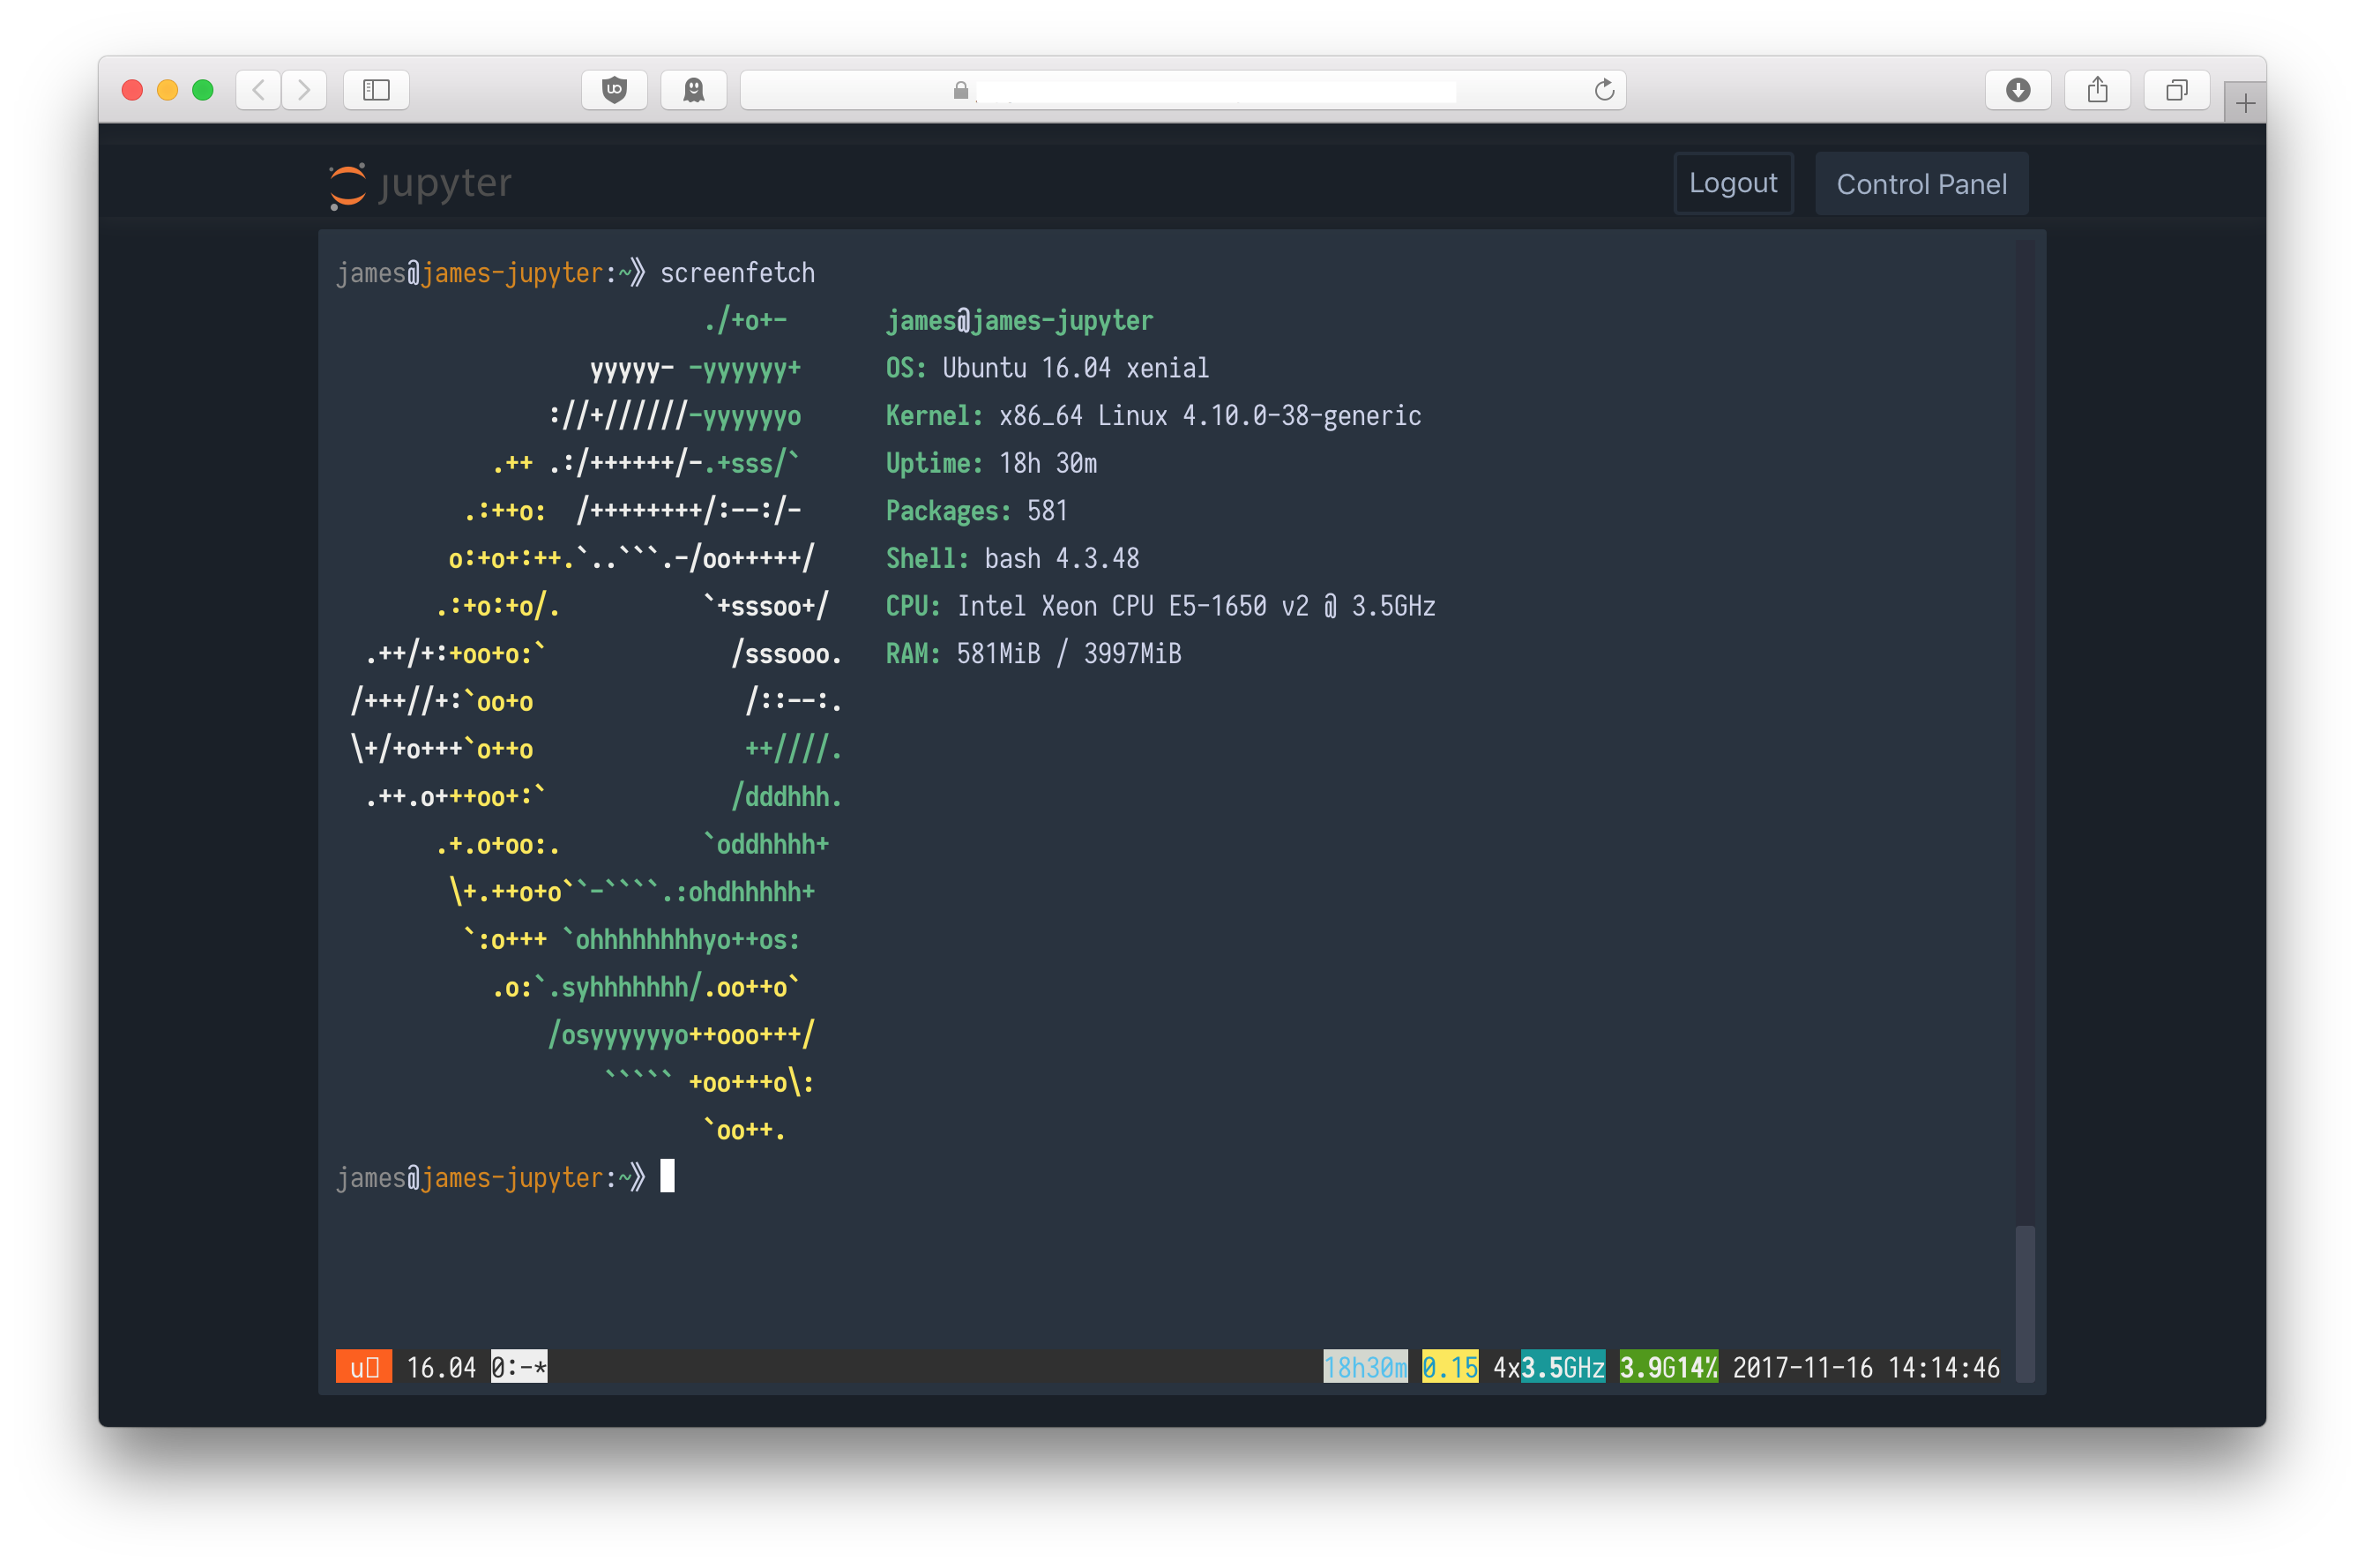 jupyter
Logout Control Panel
james@james-jupyter:~》 screenfetch
./+o+- james@james-jupyter
yyyyy- -yyyyyy+ OS: Ubuntu 16.04 xenial
://+//////-yyyyyyo Kernel: x86_64 Linux 4.10.0-38-generic
.++ .:/++++++/-.+sss/` Uptime: 18h 30m
.:++o: /++++++++/:--:/- Packages: 581
o:+o+:++.`..```.-/oo+++++/ Shell: bash 4.3.48
.:+o:+o/. `+sssoo+/ CPU: Intel Xeon CPU E5-1650 v2 @ 3.5GHz
.++/+:+oo+o:` /sssooo. RAM: 581MiB / 3997MiB
/+++//+:`oo+o /::--:.
\+/+o+++`o++o ++////.
.++.o+++oo+:` /dddhhh.
.+.o+oo:. `oddhhhh+
\+.++o+o``-````.:ohdhhhhh+
`:o+++ `ohhhhhhhhyo++os:
.o:`.syhhhhhhh/.oo++o`
/osyyyyyyo++ooo+++/
````` +oo+++o\:
`oo++.
james@james-jupyter:~》
u 16.04 0:-* 18h30m 0.15 4x3.5GHz 3.9G14% 2017-11-16 14:14:46